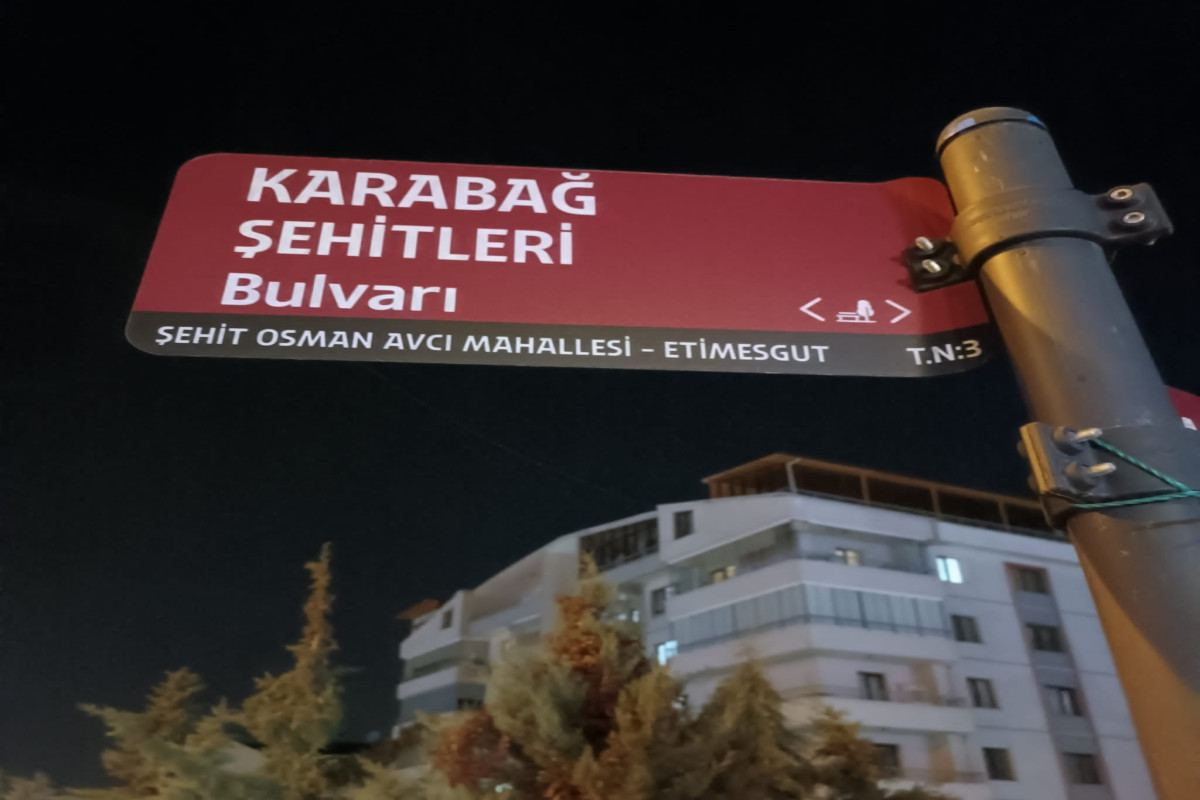 KARABAĞ
ŞEHİTLERİ
Bulvarı
ŞEHİT OSMAN AVCI MAHALLESİ - ETİMESGUT T.N:3